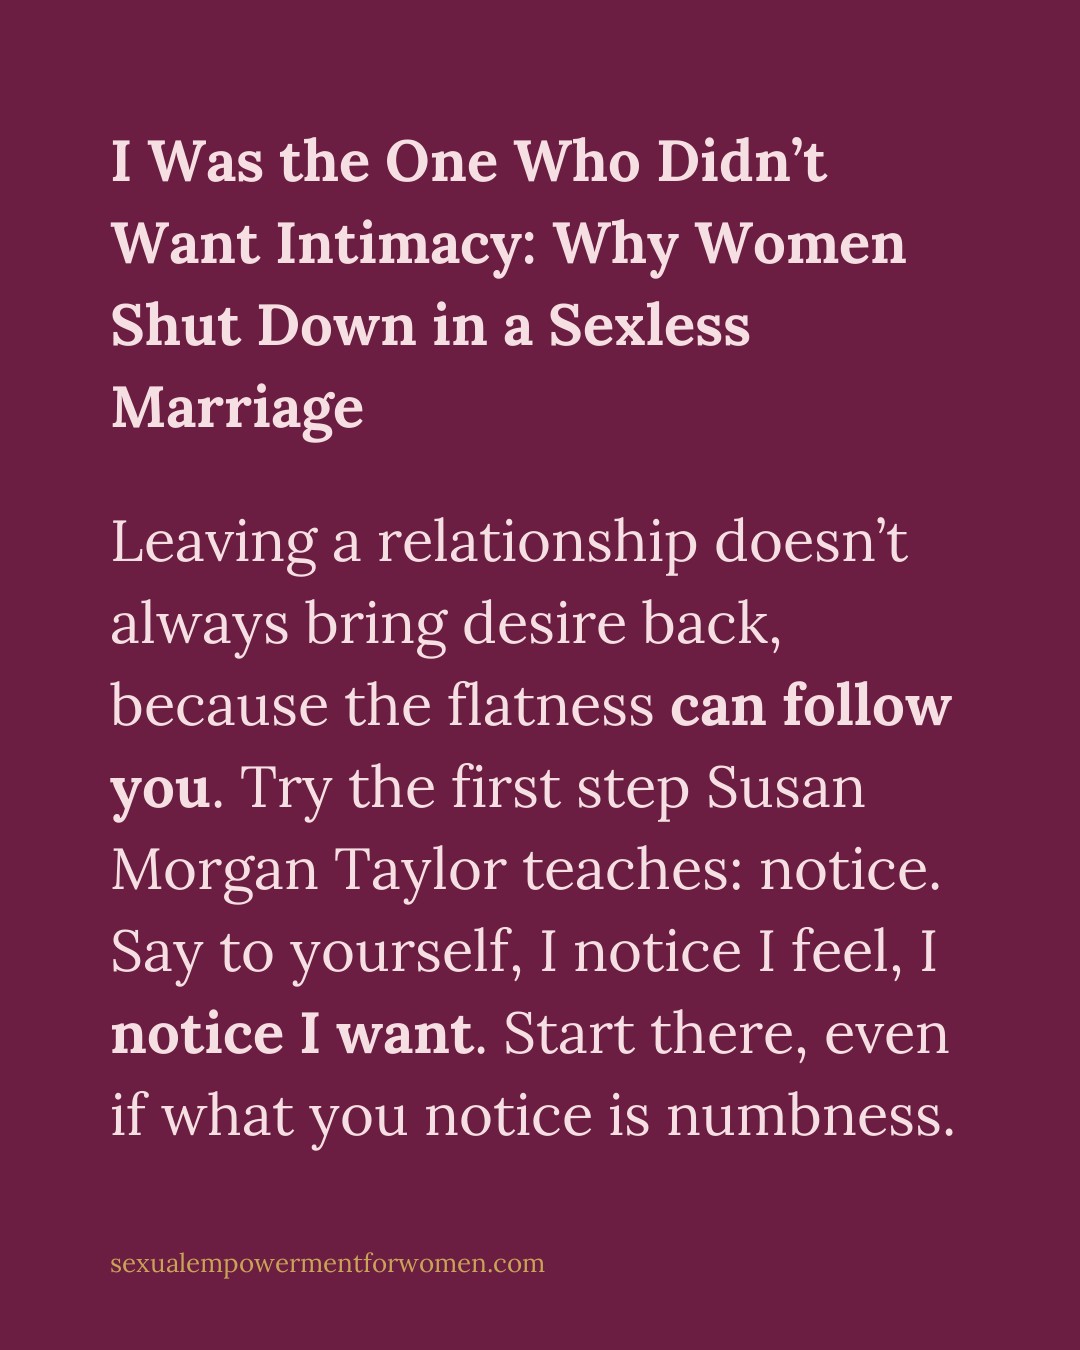 I Was the One Who Didn’t
Want Intimacy: Why Women
Shut Down in a Sexless
Marriage
Leaving a relationship doesn’t
always bring desire back,
because the flatness can follow
you. Try the first step Susan
Morgan Taylor teaches: notice.
Say to yourself, I notice I feel, I
notice I want. Start there, even
if what you notice is numbness.
sexualempowermentforwomen.com